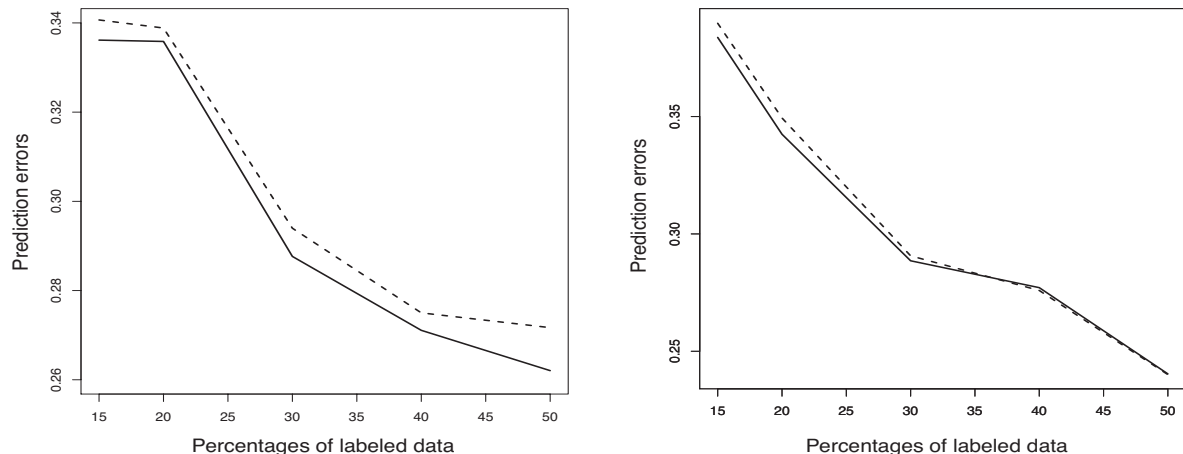 0.34
0.32
0.30
0.28
0.26
Prediction errors
15 20 25 30 35 40 45 50
Percentages of labeled data
0.35
0.30
0.25
Prediction errors
15 20 25 30 35 40 45 50
Percentages of labeled data